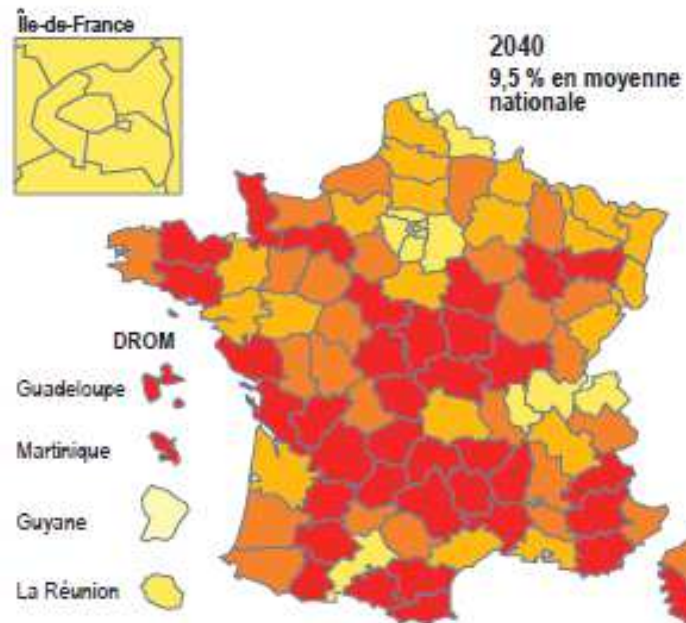 Île-de-France
2040
9,5 % en moyenne
nationale
DROM
Guadeloupe
Martinique
Guyane
La Réunion